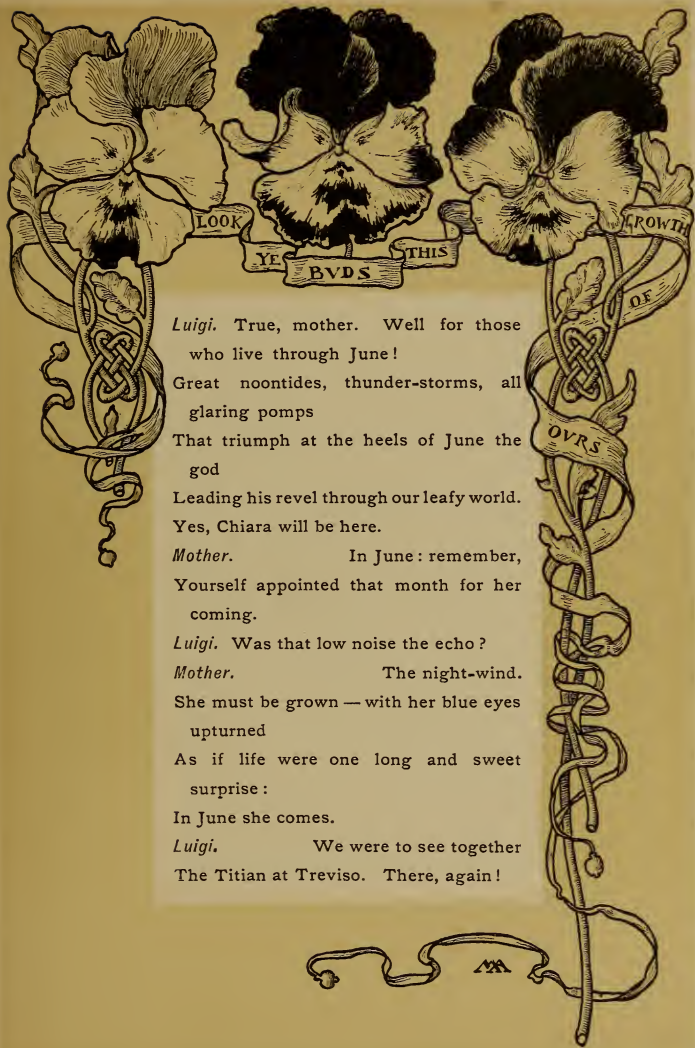 LOOK
YE
BVDS
THIS
GROWTH
OF
OVRS
Luigi. True, mother. Well for those
who live through June!
Great noontides, thunder-storms, all
glaring pomps
That triumph at the heels of June the
god
Leading his revel through our leafy world.
Yes, Chiara will be here.
Mother. In June: remember,
Yourself appointed that month for her
coming.
Luigi. Was that low noise the echo?
Mother. The night-wind.
She must be grown — with her blue eyes
upturned
As if life were one long and sweet
surprise:
In June she comes.
Luigi. We were to see together
The Titian at Treviso. There, again!